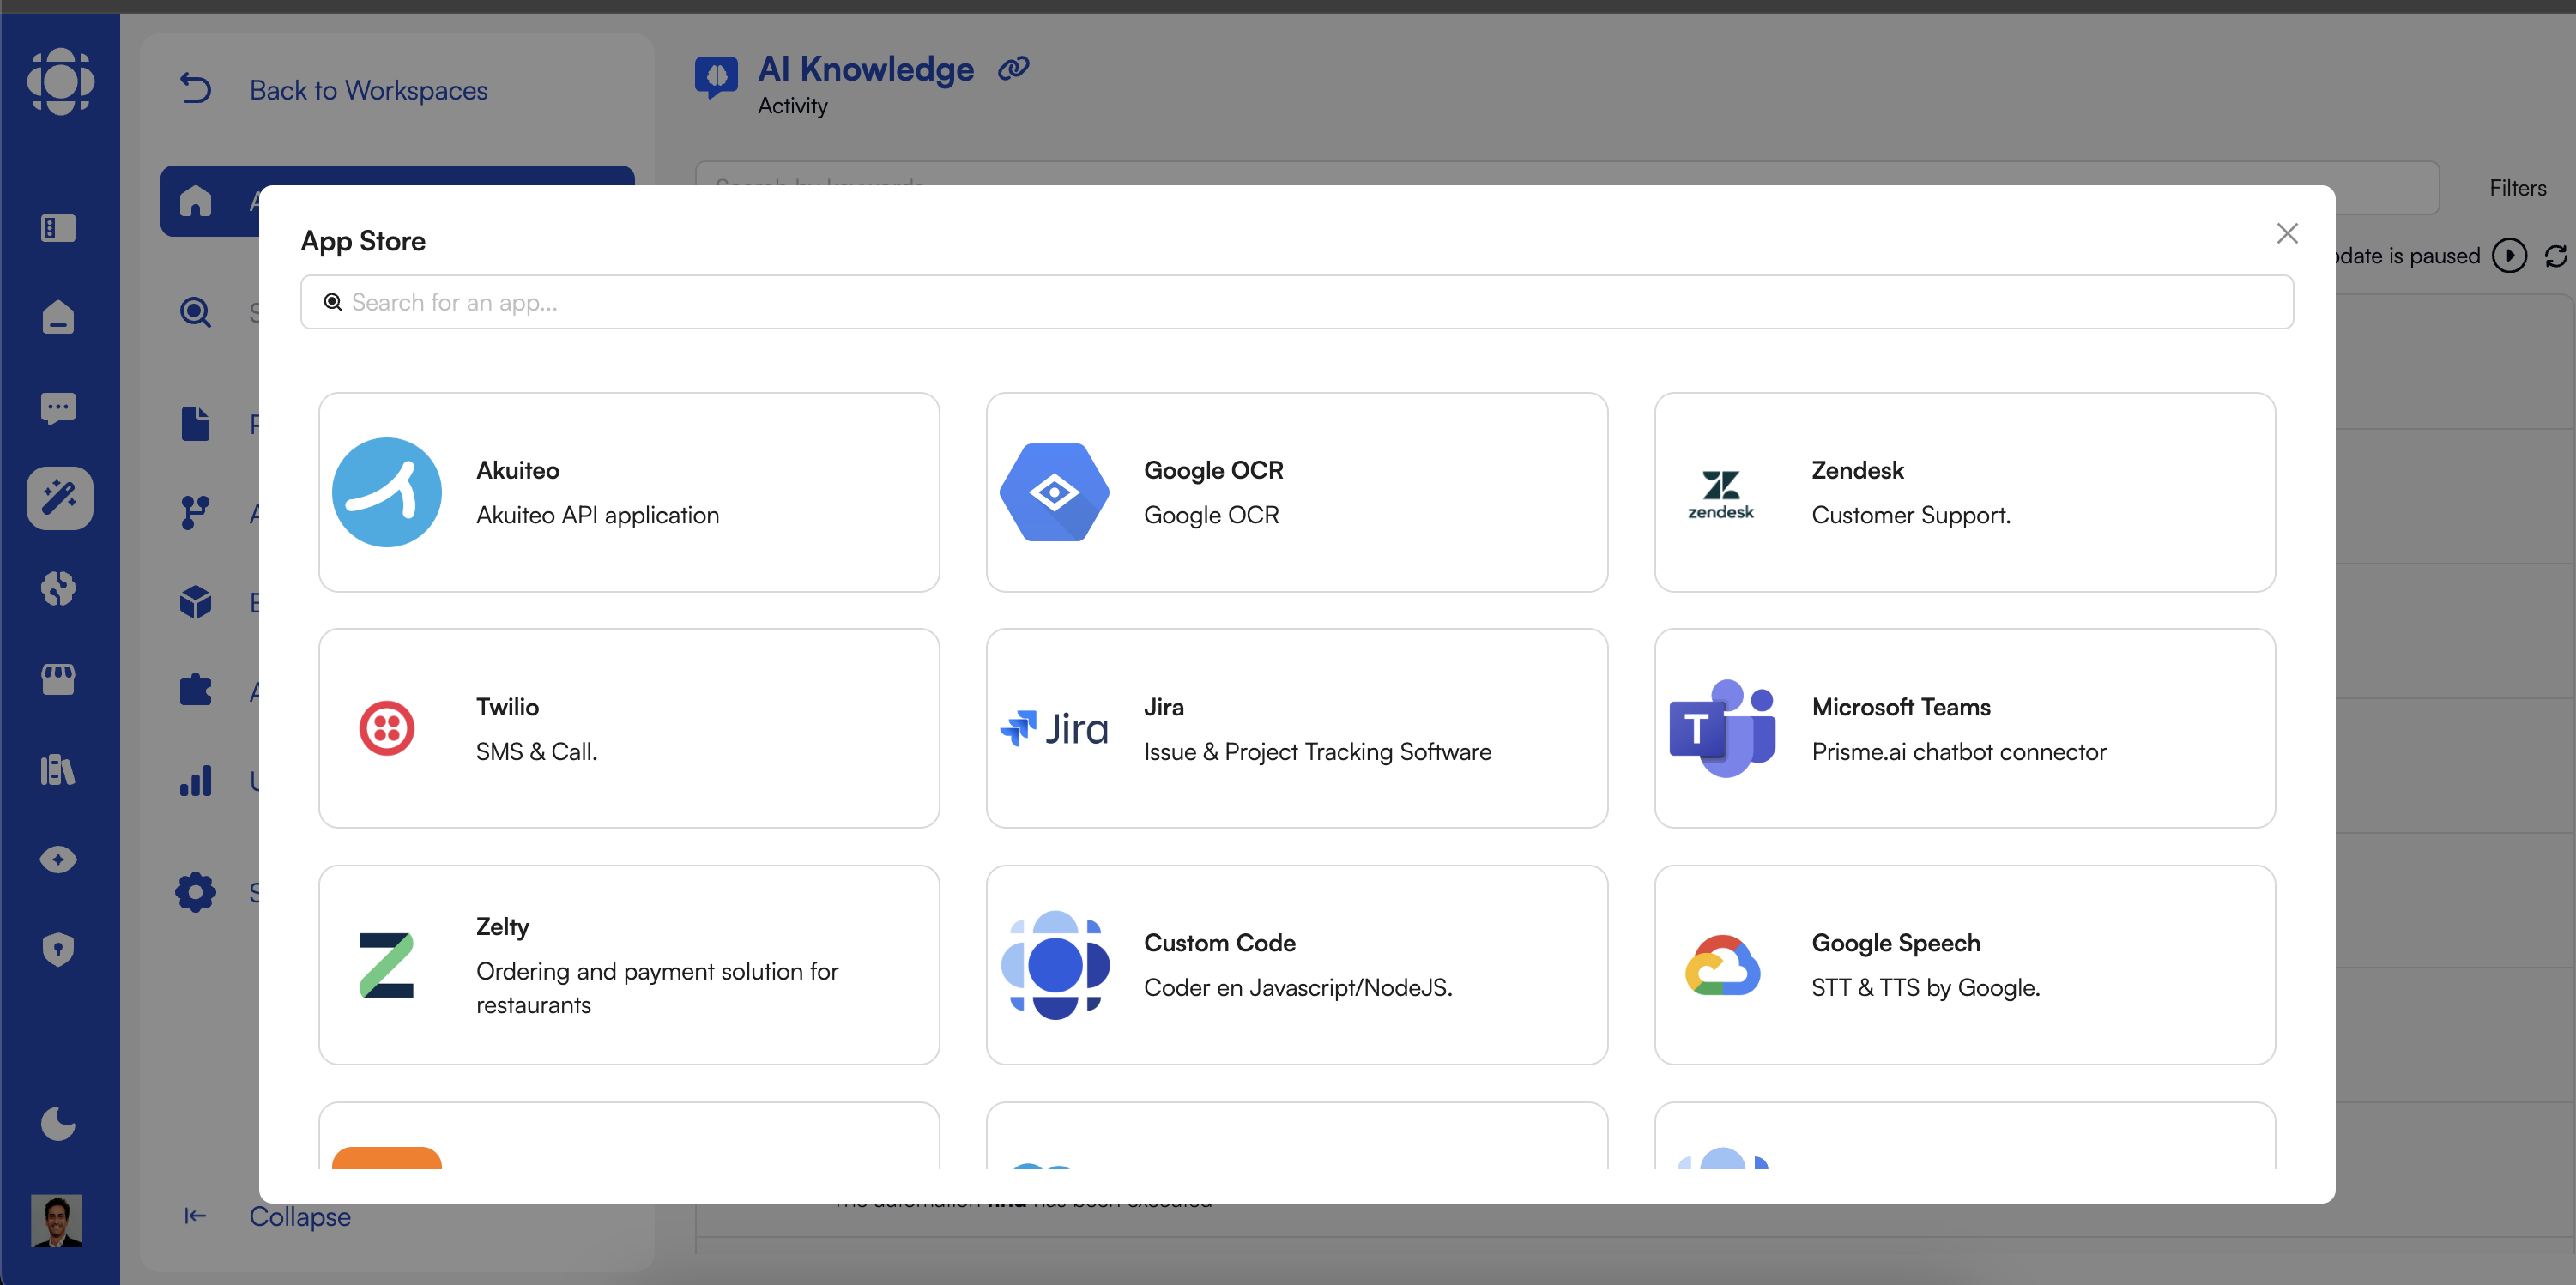 Back to Workspaces
AI Knowledge
Activity
Filters
date is paused
App Store
Search for an app...
Akuiteo
Akuiteo API application
Google OCR
Google OCR
zendesk
Zendesk
Customer Support.
Twilio
SMS & Call.
Jira
Jira
Issue & Project Tracking Software
T
Microsoft Teams
Prisme.ai chatbot connector
Zelty
Ordering and payment solution for
restaurants
Custom Code
Coder en Javascript/NodeJS.
Google Speech
STT & TTS by Google.
Collapse